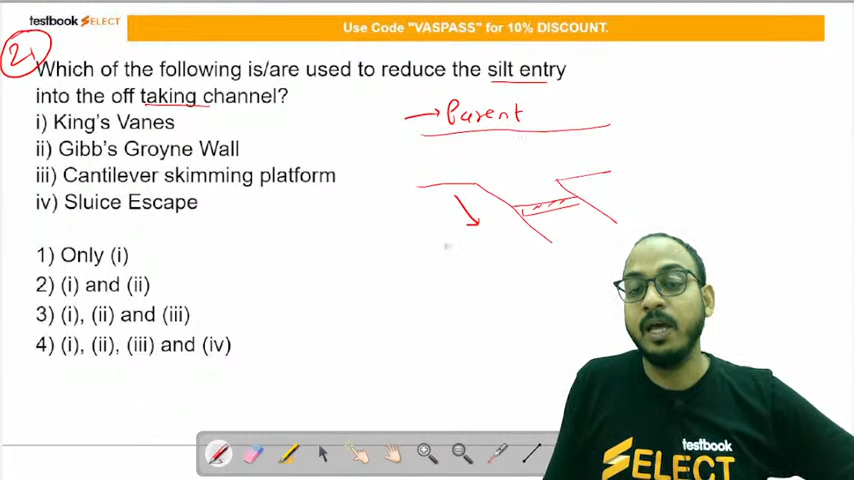 testbook SELECT
Use Code "VASPASS" for 10% DISCOUNT.
21
Which of the following is/are used to reduce the silt entry
into the off taking channel?
i) King's Vanes
ii) Gibb's Groyne Wall
iii) Cantilever skimming platform
iv) Sluice Escape
1) Only (i)
2) (i) and (ii)
3) (i), (ii) and (iii)
4) (i), (ii), (iii) and (iv)
Parent
testbook
SELECT